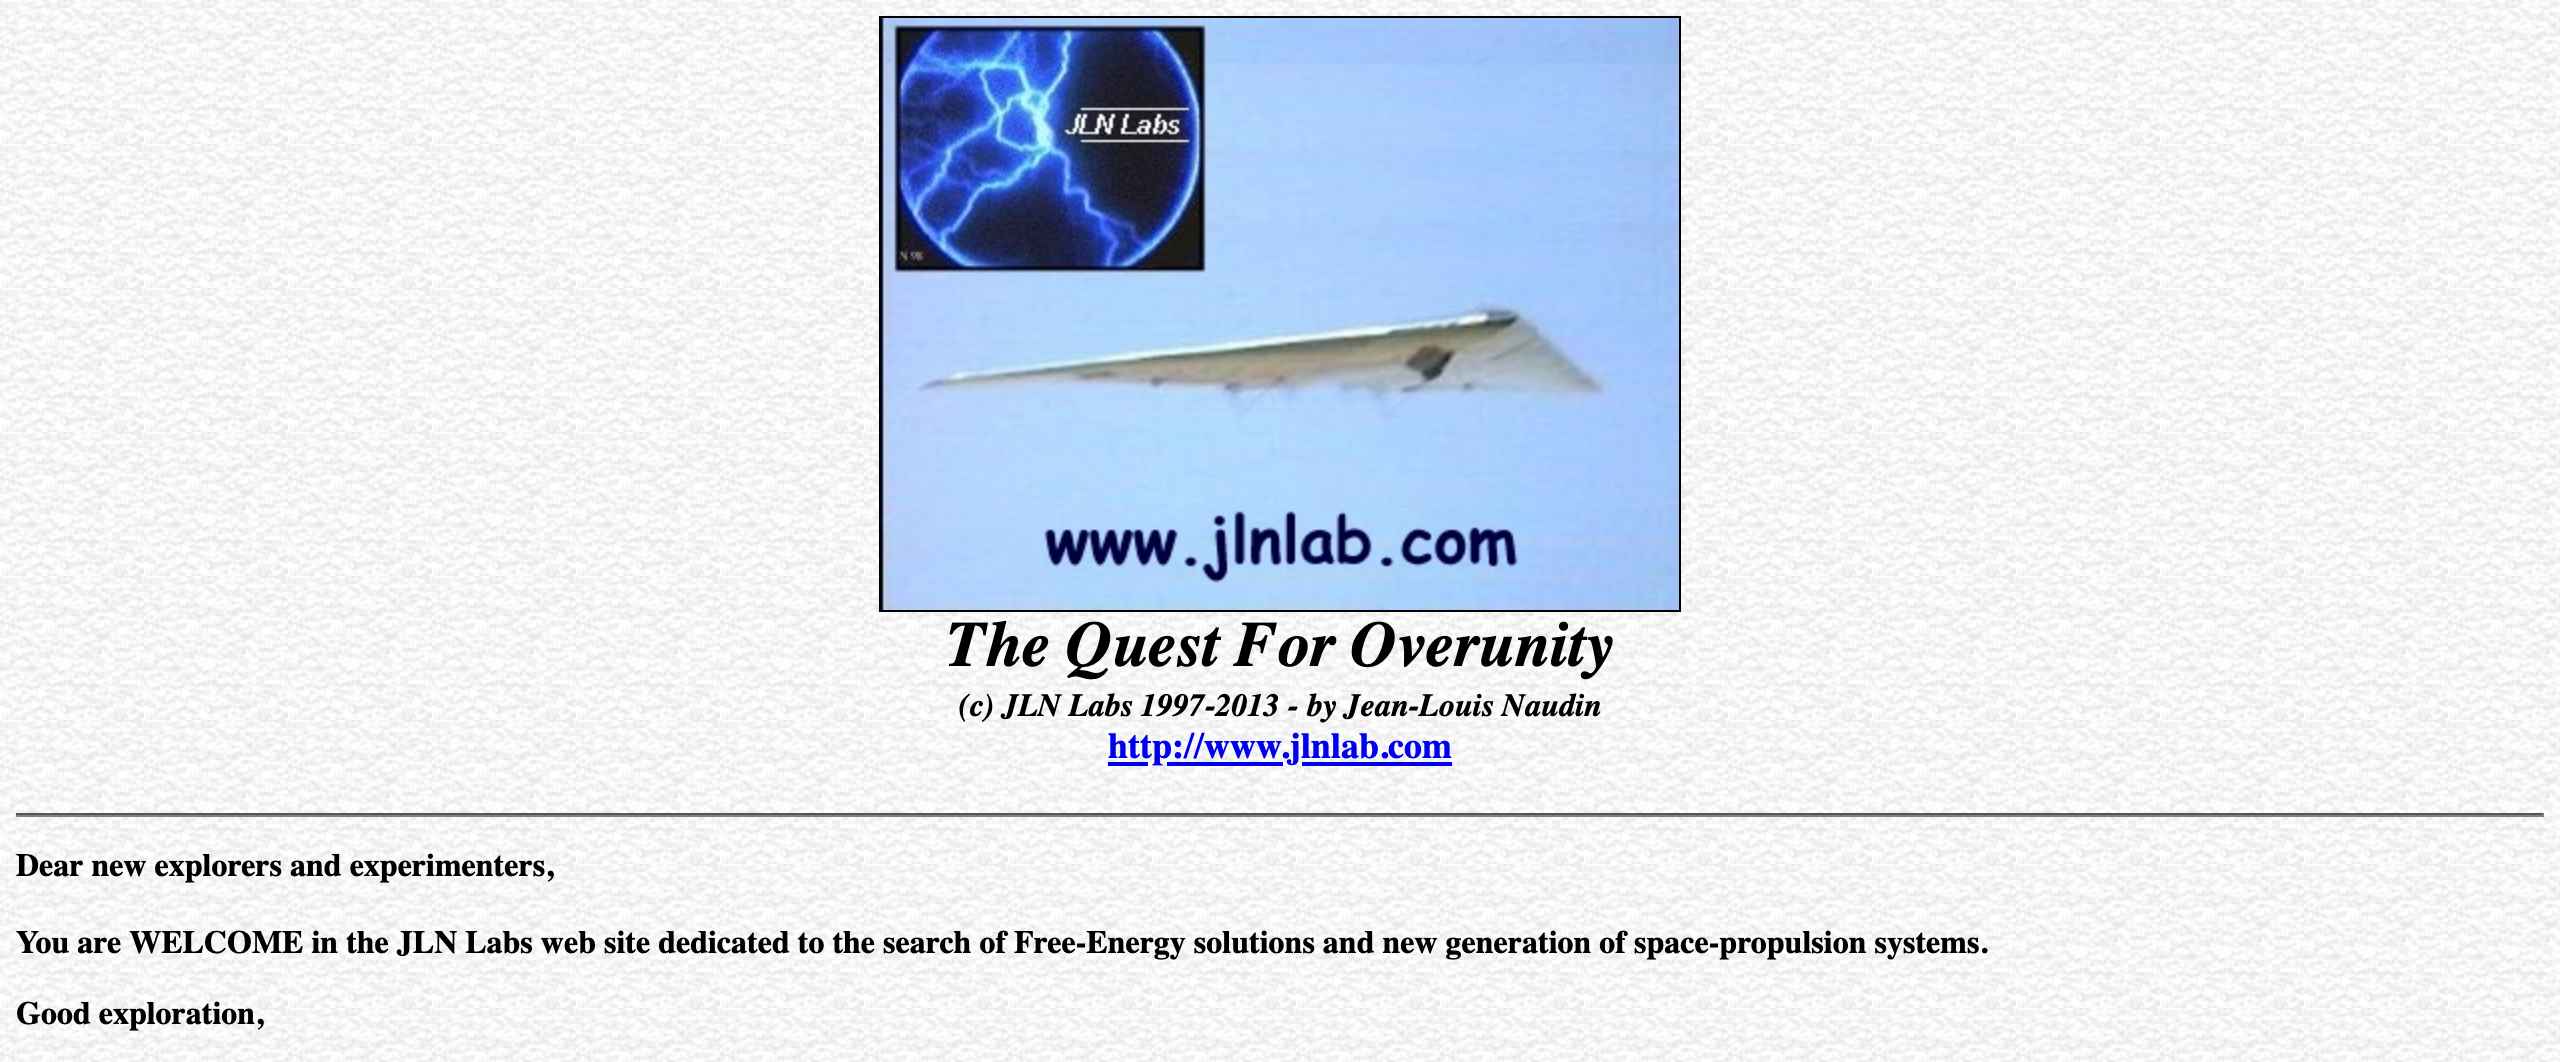 JLN Labs
N 98
www.jlnlab.com
The Quest For Overunity
(c) JLN Labs 1997-2013 - by Jean-Louis Naudin
http://www.jlnlab.com
Dear new explorers and experimenters,
You are WELCOME in the JLN Labs web site dedicated to the search of Free-Energy solutions and new generation of space-propulsion systems.
Good exploration,